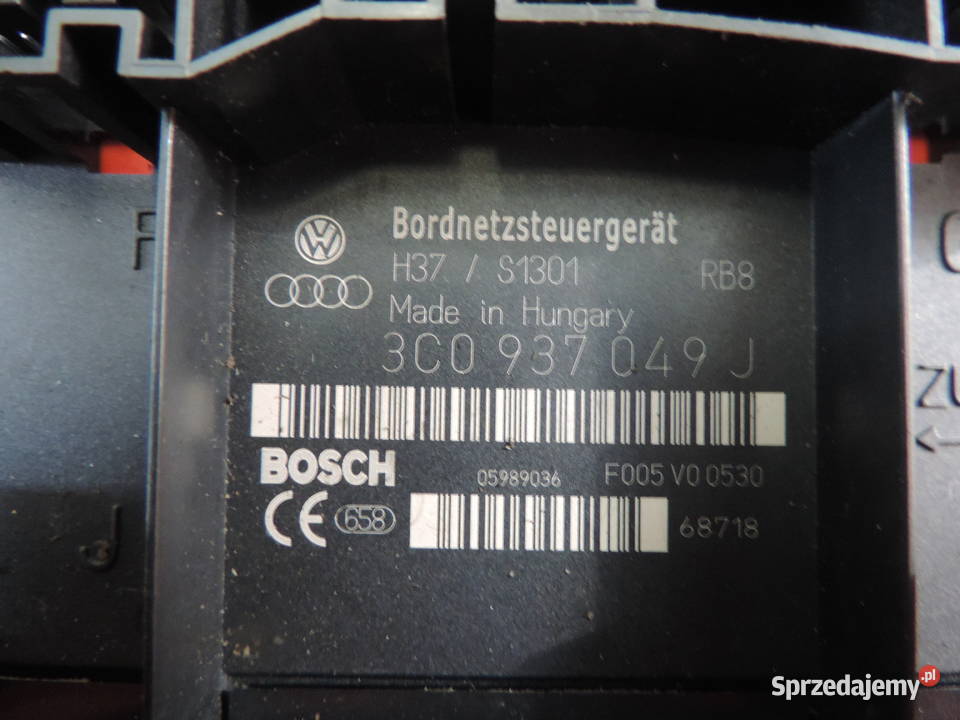 Bordnetzsteuergerät
H37 / S1301 RB8
Made in Hungary
3C0 937 049 J
BOSCH 05989036 F005 V0 0530
CE 658 68718
J
ZU
Sprzedajemy.pl